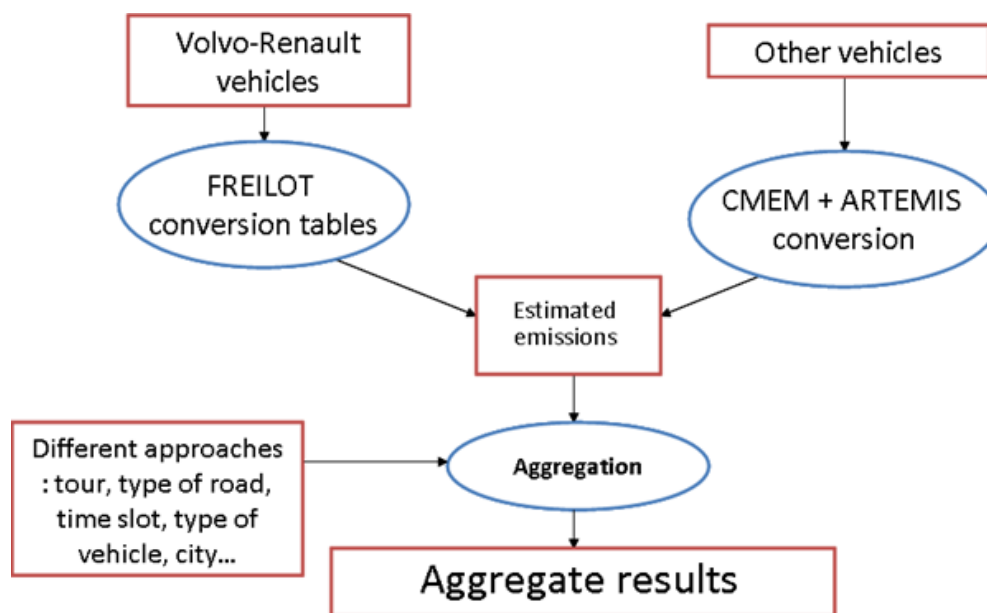 Volvo-Renault
vehicles
Other vehicles
FREILOT
conversion tables
CMEM + ARTEMIS
conversion
Estimated
emissions
Different approaches
: tour, type of road,
time slot, type of
vehicle, city...
Aggregation
Aggregate results